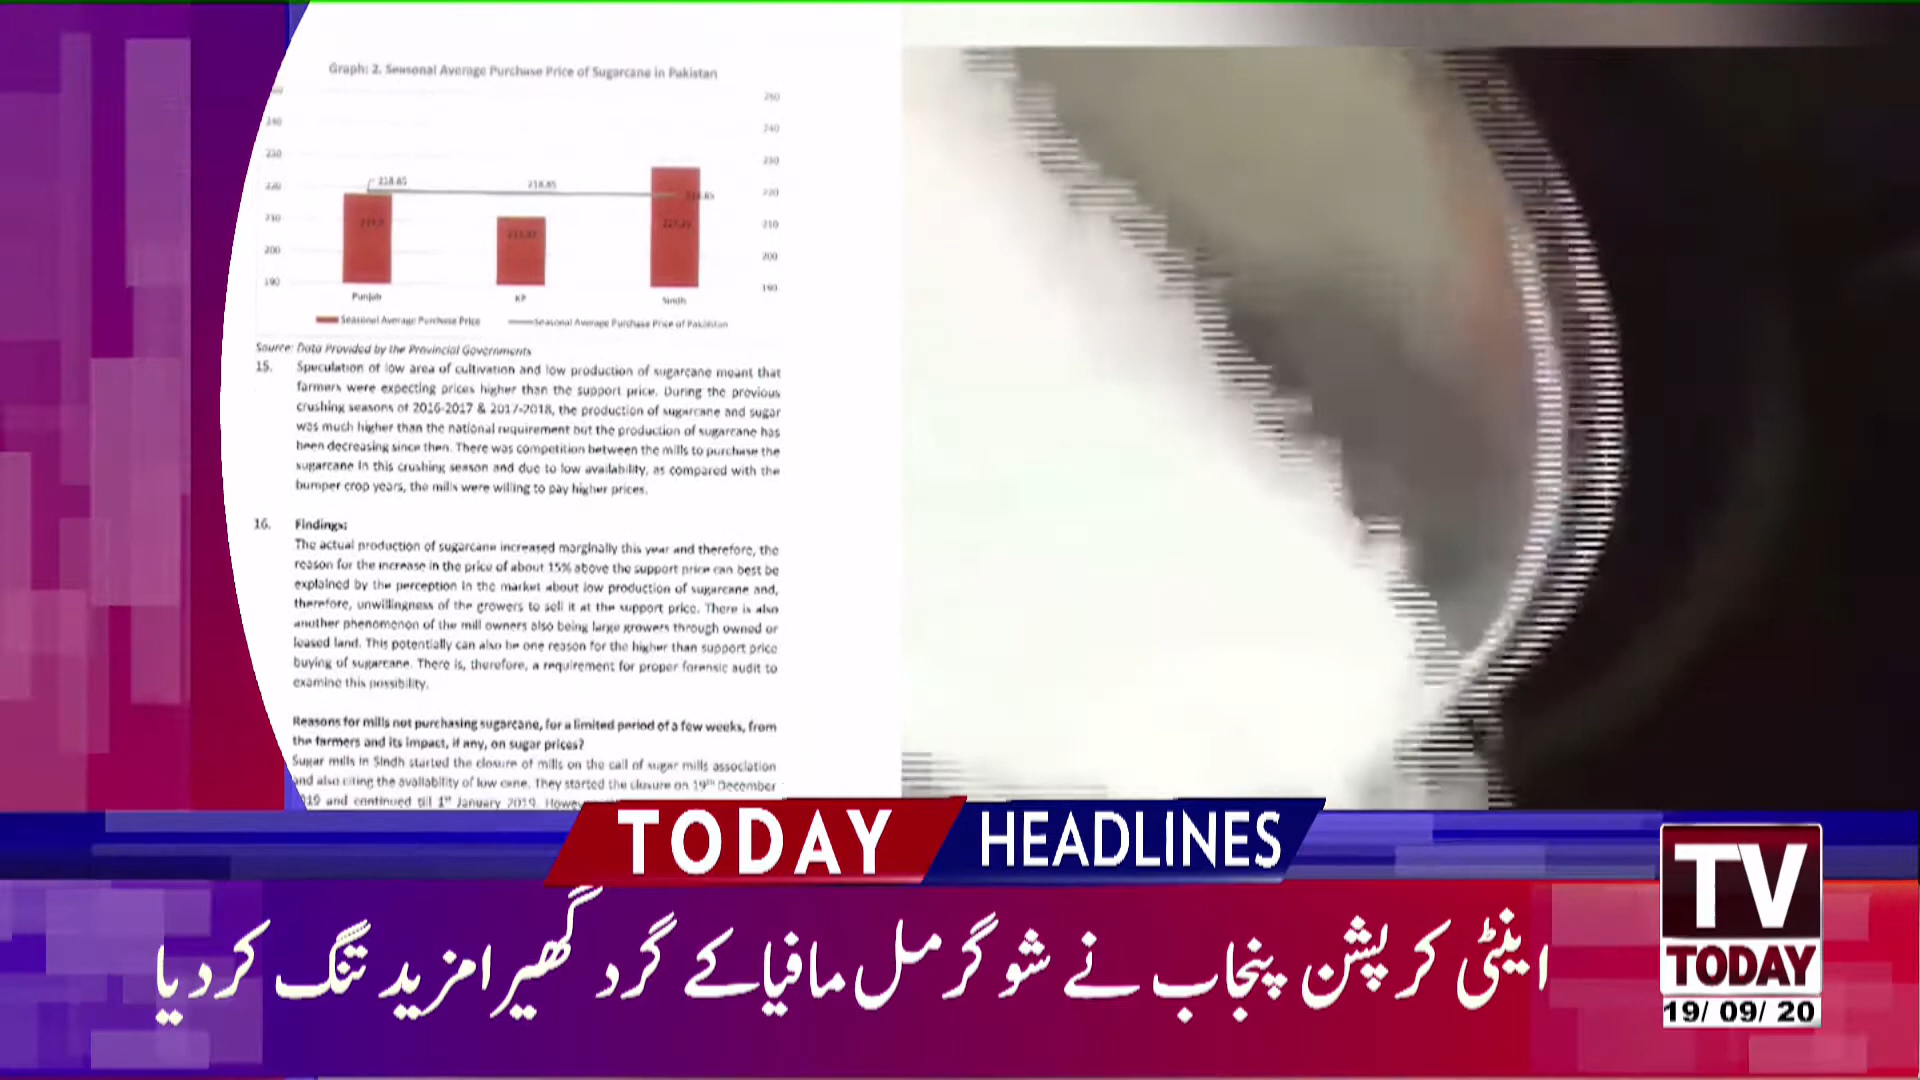 Graph: 2. Seasonal Average Purchase Price of Sugarcane in Pakistan
260
240 240
230 230
220 220
210 210
200 200
190 190
218.85 218.85
Punjab KP Sindh
Seasonal Average Purchase Price Seasonal Average Purchase Price of Pakistan
Source: Data Provided by the Provincial Governments
15. Speculation of low area of cultivation and low production of sugarcane meant that
farmers were expecting prices higher than the support price. During the previous
crushing seasons of 2016-2017 & 2017-2018, the production of sugarcane and sugar
was much higher than the national requirement but the production of sugarcane has
been decreasing since then. There was competition between the mills to purchase the
sugarcane in this crushing season and due to low availability, as compared with the
bumper crop years, the mills were willing to pay higher prices.
16. Findings:
The actual production of sugarcane increased marginally this year and therefore, the
reason for the increase in the price of about 15% above the support price can best be
explained by the perception in the market about low production of sugarcane and,
therefore, unwillingness of the growers to sell it at the support price. There is also
another phenomenon of the mill owners also being large growers through owned or
leased land. This potentially can also be one reason for the higher than support price
buying of sugarcane. There is, therefore, a requirement for proper forensic audit to
examine this possibility.
Reasons for mills not purchasing sugarcane, for a limited period of a few weeks, from
the farmers and its impact, if any, on sugar prices?
Sugar mills in Sindh started the closure of mills on the call of sugar mills association
and also citing the availability of low cane. They started the closure on 19th December
and continued till 1st January 2019.
TODAY HEADLINES
اینٹی کرپشن پنجاب نے شوگر مل مافیا کے گرد گھیرا مزید تنگ کر دیا
TV
TODAY
19/ 09/ 20